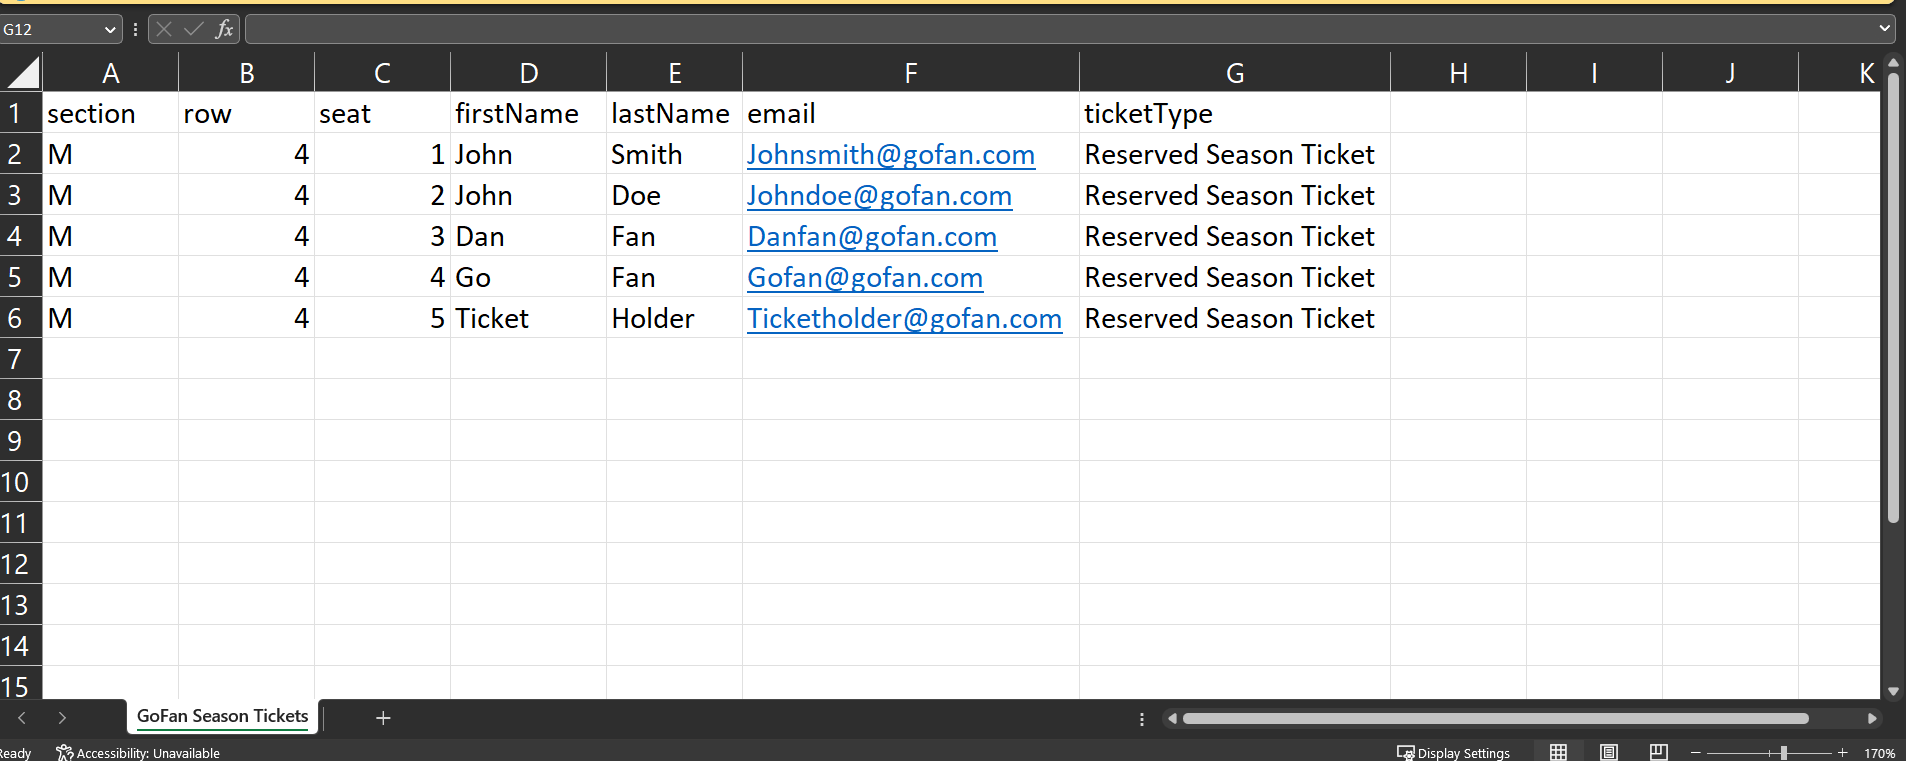 G12 fx
A B C D E F G H I J K
1 section row seat firstName lastName email ticketType
2 M 4 1 John Smith Johnsmith@gofan.com Reserved Season Ticket
3 M 4 2 John Doe Johndoe@gofan.com Reserved Season Ticket
4 M 4 3 Dan Fan Danfan@gofan.com Reserved Season Ticket
5 M 4 4 Go Fan Gofan@gofan.com Reserved Season Ticket
6 M 4 5 Ticket Holder Ticketholder@gofan.com Reserved Season Ticket
7
8
9
10
11
12
13
14
15
GoFan Season Tickets
Ready Accessibility: Unavailable Display Settings 170%